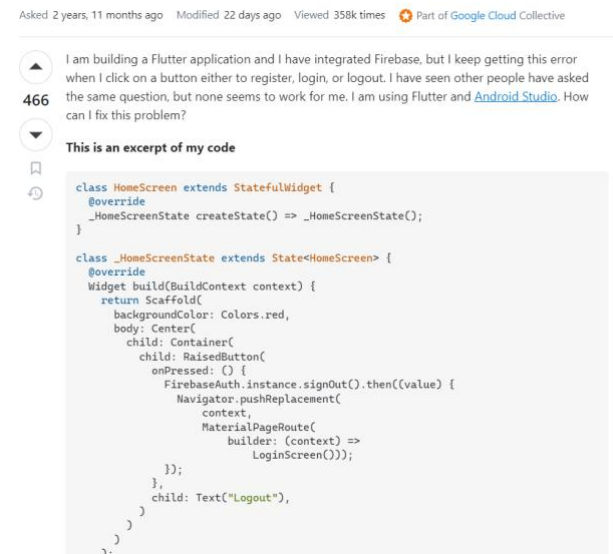 Asked 2 years, 11 months ago Modified 22 days ago Viewed 358k times Part of Google Cloud Collective
I am building a Flutter application and I have integrated Firebase, but I keep getting this error
when I click on a button either to register, login, or logout. I have seen other people have asked
466 the same question, but none seems to work for me. I am using Flutter and Android Studio. How
can I fix this problem?
This is an excerpt of my code
class HomeScreen extends StatefulWidget {
  @override
  _HomeScreenState createState() => _HomeScreenState();
}
class _HomeScreenState extends State<HomeScreen> {
  @override
  Widget build(BuildContext context) {
    return Scaffold(
      backgroundColor: Colors.red,
      body: Center(
        child: Container(
          child: RaisedButton(
            onPressed: () {
              FirebaseAuth.instance.signOut().then((value) {
                Navigator.pushReplacement(
                    context,
                    MaterialPageRoute(
                        builder: (context) =>
                            LoginScreen()));
              });
            },
            child: Text("Logout"),
          )
        )
      )
    );